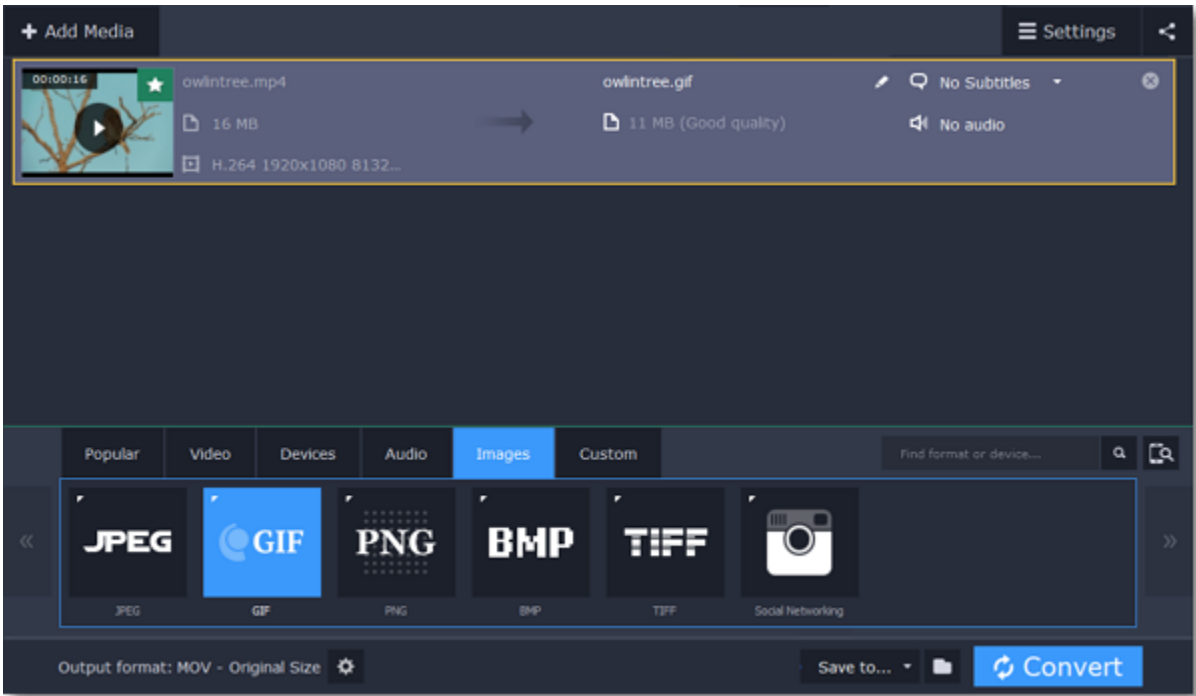 Add Media
Settings
00:00:16
owlintree.mp4
owlintree.gif
No Subtitles
16 MB
11 MB (Good quality)
No audio
H.264 1920x1080 8132...
Popular
Video
Devices
Audio
Images
Custom
Find format or device...
JPEG
GIF
PNG
BMP
TIFF
JPEG
GIF
PNG
BMP
TIFF
Social Networking
Output format: MOV - Original Size
Save to...
Convert